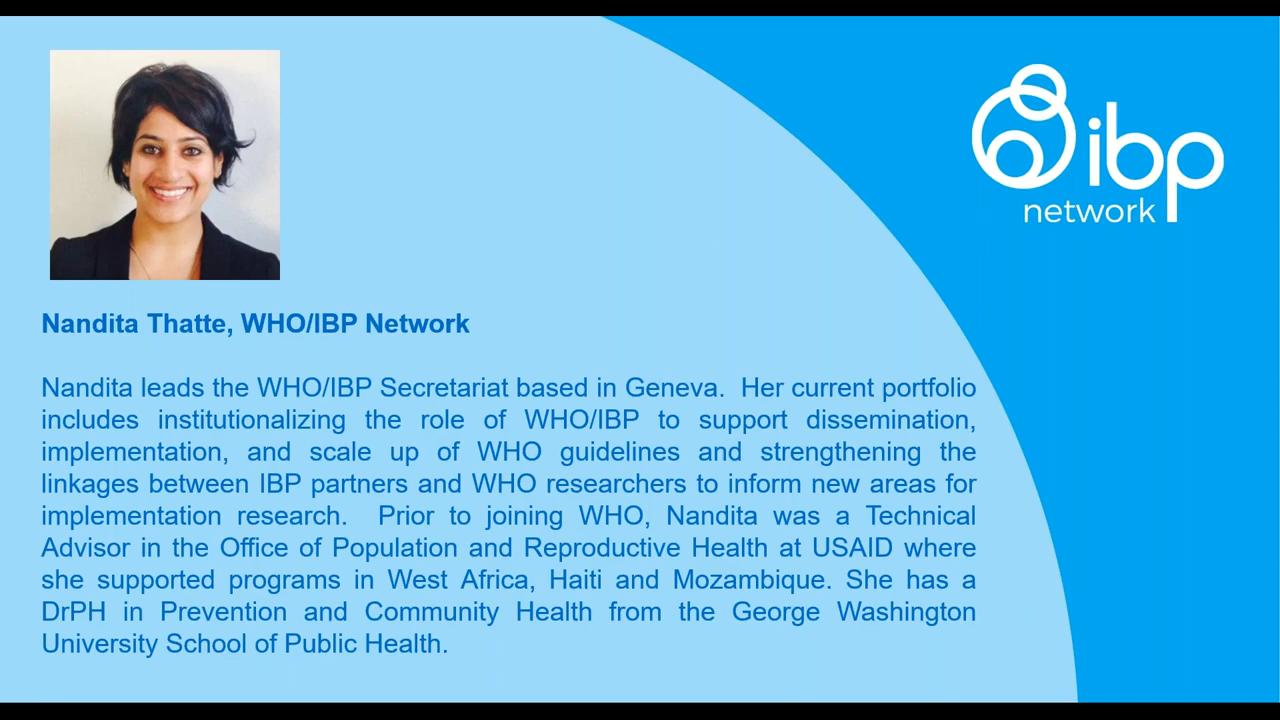 ibp
network
Nandita Thatte, WHO/IBP Network
Nandita leads the WHO/IBP Secretariat based in Geneva.  Her current portfolio
includes institutionalizing the role of WHO/IBP to support dissemination,
implementation, and scale up of WHO guidelines and strengthening the
linkages between IBP partners and WHO researchers to inform new areas for
implementation research.  Prior to joining WHO, Nandita was a Technical
Advisor in the Office of Population and Reproductive Health at USAID where
she supported programs in West Africa, Haiti and Mozambique. She has a
DrPH in Prevention and Community Health from the George Washington
University School of Public Health.